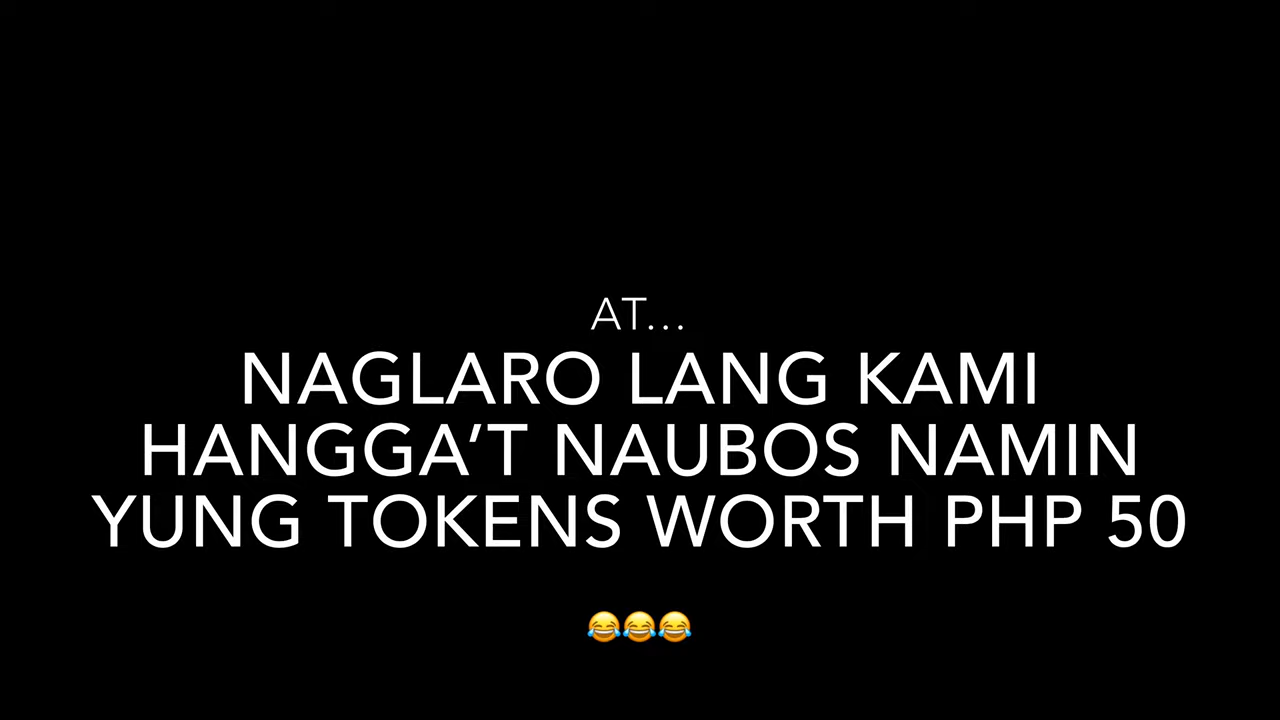 AT...
NAGLARO LANG KAMI
HANGGA’T NAUBOS NAMIN
YUNG TOKENS WORTH PHP 50
😂😂😂